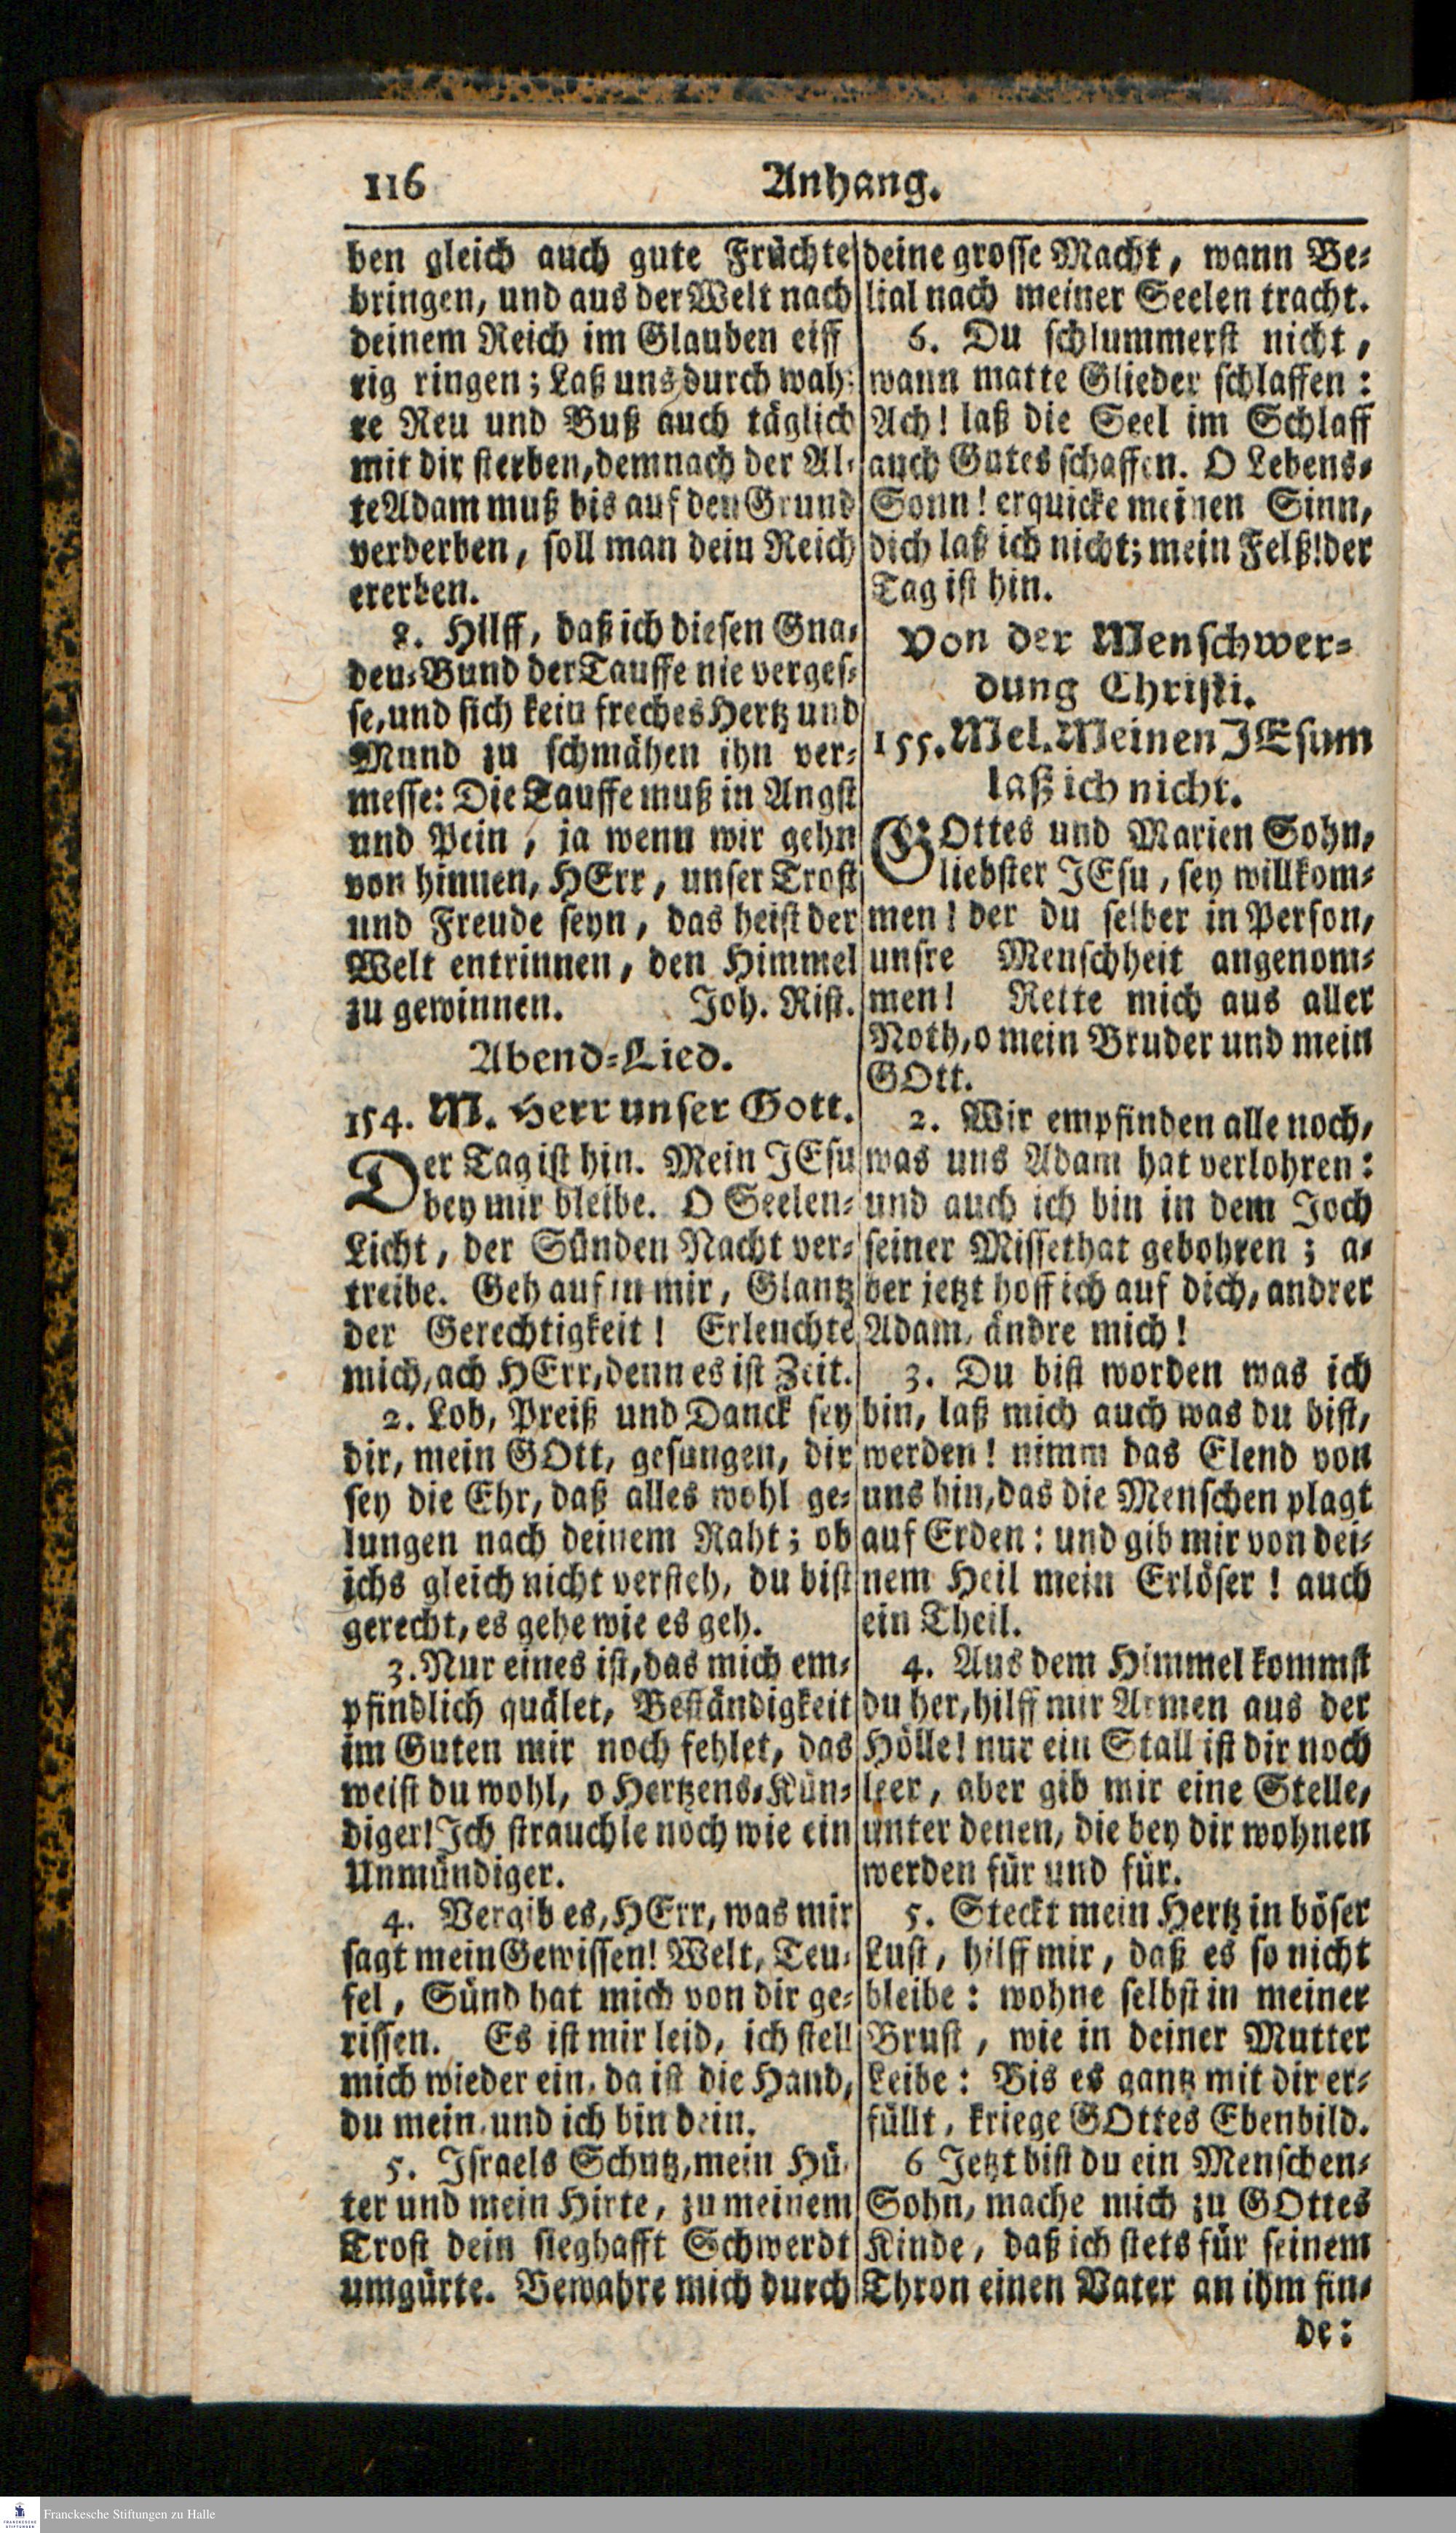 116 Anhang.
ben gleich auch gute Früchte
bringen, und aus der Welt nach
deinem Reich im Glauben eiff
rig ringen; Laß uns durch wah-
re Reu und Buß auch täglich
mit dir sterben, demnach der Al-
te Adam muß bis auf den Grund
verderben, soll man dein Reich
ererben.
8. Hilff, daß ich diesen Gna-
den-Bund der Tauffe nie verges-
se, und sich kein freches Hertz und
Mund zu schmähen ihn ver-
messe: Die Tauffe muß in Angst
und Pein, ja wenn wir gehn
von hinnen, HErr, unser Trost
und Freude seyn, das heist der
Welt entrinnen, den Himmel
zu gewinnen. Joh. Rist.
Abend-Lied.
154. M. Herr unser Gott.
Der Tag ist hin. Mein JEsu
bey mir bleibe. O Seelen-
Licht, der Sünden Nacht ver-
treibe. Geh auf in mir, Glantz
der Gerechtigkeit! Erleuchte
mich, ach HErr, denn es ist Zeit.
2. Lob, Preiß und Danck sey
dir, mein GOtt, gesungen, dir
sey die Ehr, daß alles wohl ge-
lungen nach deinem Raht; ob
ichs gleich nicht versteh, du bist
gerecht, es gehe wie es geh.
3. Nur eines ist, das mich em-
pfindlich quälet, Beständigkeit
im Guten mir noch fehlet, das
weist du wohl, o Hertzens-Kün-
diger! Ich strauchle noch wie ein
Unmündiger.
4. Vergib es, HErr, was mir
sagt mein Gewissen! Welt, Teu-
fel, Sünd hat mich von dir ge-
rissen. Es ist mir leid, ich stell
mich wieder ein, da ist die Hand,
du mein, und ich bin dein.
5. Israels Schutz, mein Hü-
ter und mein Hirte, zu meinem
Trost dein sieghafft Schwerdt
umgürte. Bewahre mich durch
deine grosse Macht, wann Be-
lial nach meiner Seelen tracht.
6. Du schlummerst nicht,
wann matte Glieder schlaffen:
Ach! laß die Seel im Schlaff
auch Gutes schaffen. O Lebens-
Sonn! erquicke meinen Sinn,
dich laß ich nicht; mein Felß! der
Tag ist hin.
Von der Menschwer-
dung Christi.
155. Mel. Meinen JEsum
laß ich nicht.
GOttes und Marien Sohn,
liebster JEsu, sey willkom-
men! der du selber in Person,
unsre Menschheit angenom-
men! Rette mich aus aller
Noth, o mein Bruder und mein
GOtt.
2. Wir empfinden alle noch,
was uns Adam hat verlohren:
und auch ich bin in dem Joch
seiner Missethat gebohren; a-
ber jetzt hoff ich auf dich, andrer
Adam, ändre mich!
3. Du bist worden was ich
bin, laß mich auch was du bist,
werden! nimm das Elend von
uns hin, das die Menschen plagt
auf Erden: und gib mir von dei-
nem Heil mein Erlöser! auch
ein Theil.
4. Aus dem Himmel kommst
du her, hilff mir Armen aus der
Hölle! nur ein Stall ist dir noch
leer, aber gib mir eine Stelle,
unter denen, die bey dir wohnen
werden für und für.
5. Steckt mein Hertz in böser
Lust, hilff mir, daß es so nicht
bleibe: wohne selbst in meiner
Brust, wie in deiner Mutter
Leibe: Bis es gantz mit dir er-
füllt, kriege GOttes Ebenbild.
6 Jetzt bist du ein Menschen-
Sohn, mache mich zu GOttes
Kinde, daß ich stets für seinem
Thron einen Vater an ihm fin-
de:
Franckesche Stiftungen zu Halle
FRANCKESCHE
STIFTUNGEN